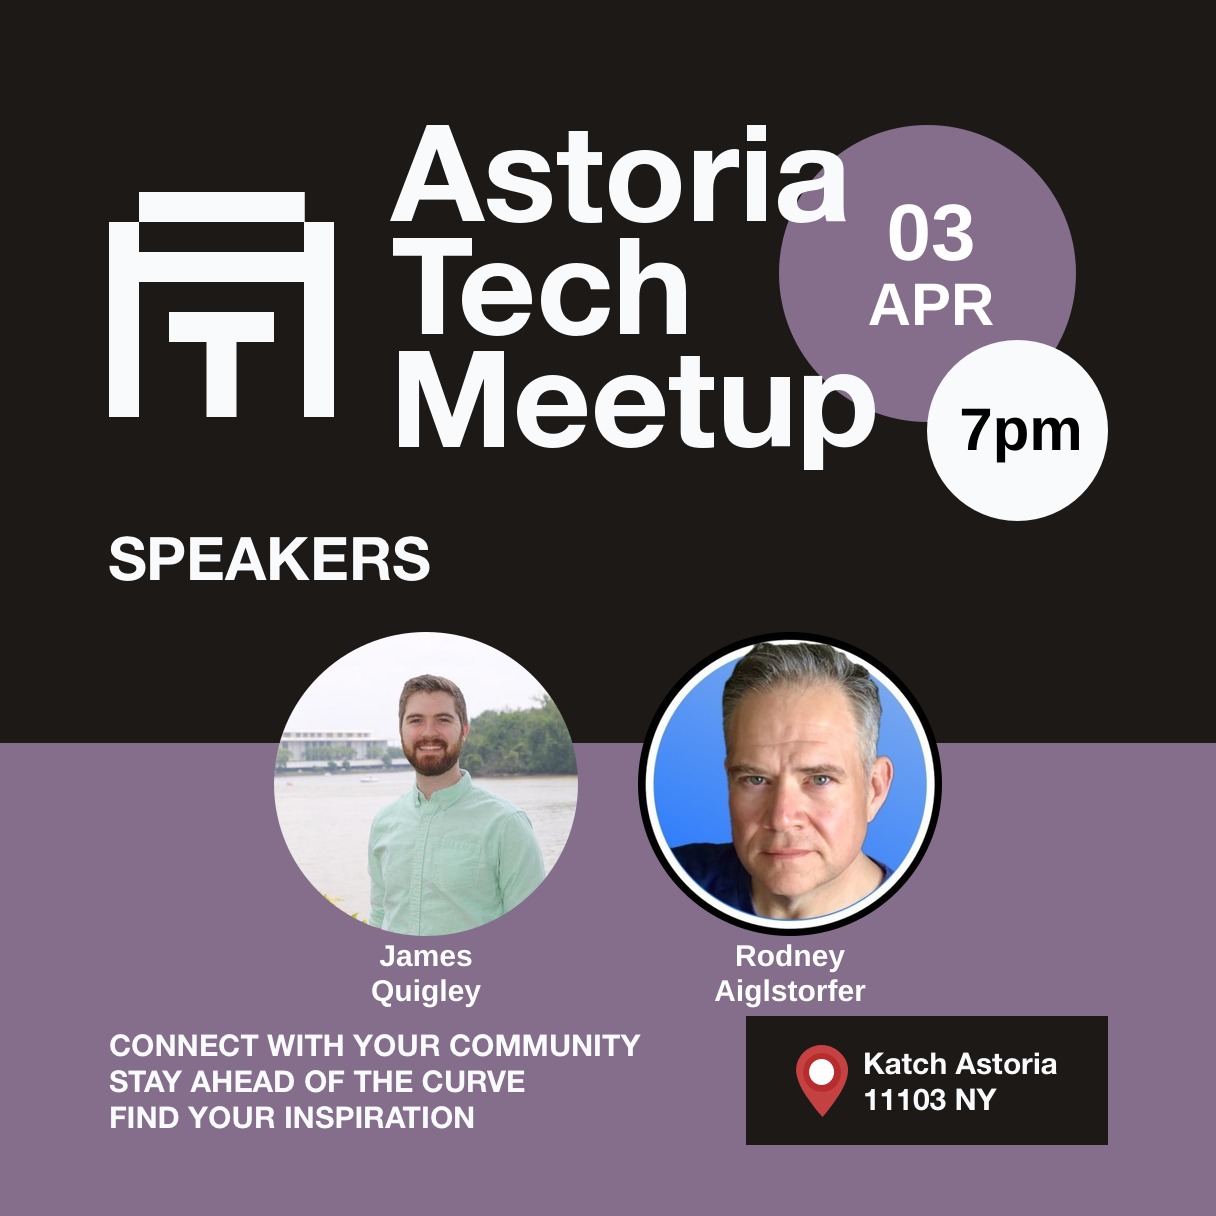 Astoria
Tech
Meetup
03
APR
7pm
SPEAKERS
James
Quigley
Rodney
Aiglstorfer
CONNECT WITH YOUR COMMUNITY
STAY AHEAD OF THE CURVE
FIND YOUR INSPIRATION
Katch Astoria
11103 NY